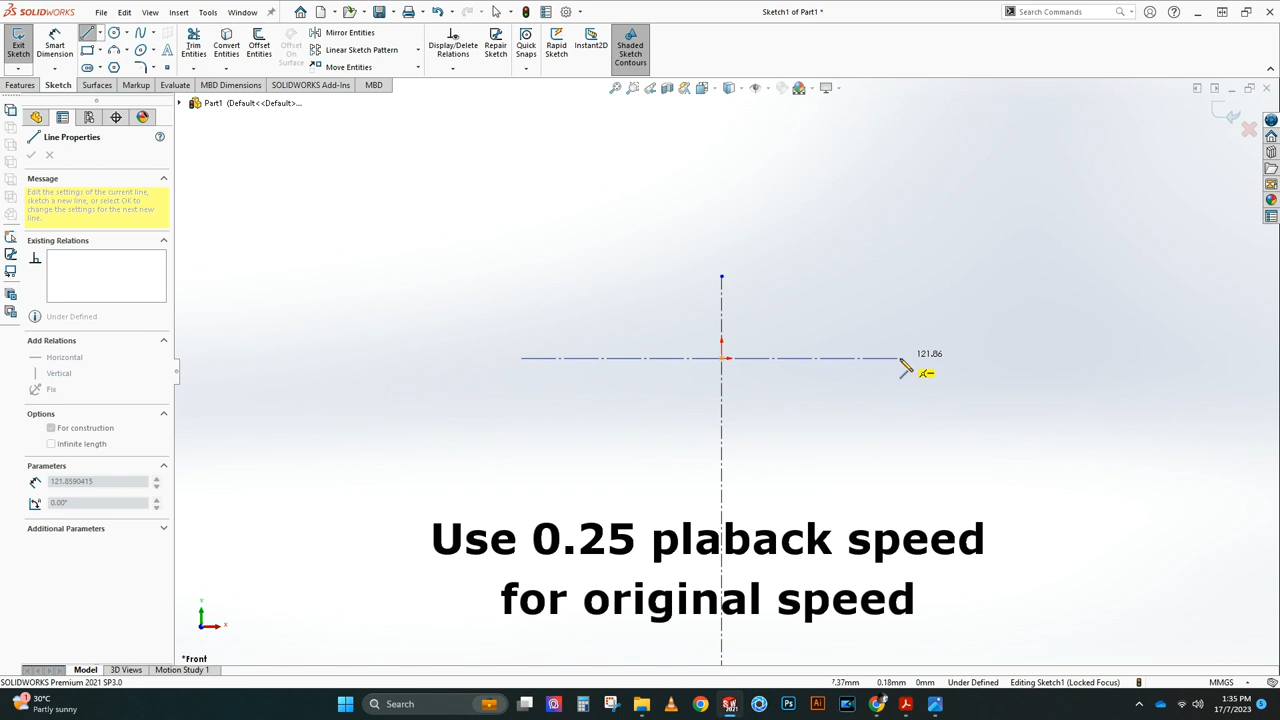 SOLIDWORKS
File
Edit
View
Insert
Tools
Window
Sketch1 of Part1 *
Search Commands
Exit Sketch
Smart Dimension
Trim Entities
Convert Entities
Offset Entities
Offset On Surface
Mirror Entities
Linear Sketch Pattern
Move Entities
Display/Delete Relations
Repair Sketch
Quick Snaps
Rapid Sketch
Instant2D
Shaded Sketch Contours
Features
Sketch
Surfaces
Markup
Evaluate
MBD Dimensions
SOLIDWORKS Add-Ins
MBD
Part1 (Default<<Default>...
Line Properties
Message
Edit the settings of the current line,
sketch a new line, or select OK to
change the settings for the next new
line.
Existing Relations
Under Defined
Add Relations
Horizontal
Vertical
Fix
Options
For construction
Infinite length
Parameters
121.8590415
0.00°
Additional Parameters
121.86
Use 0.25 plaback speed
for original speed
Y
X
*Front
Model
3D Views
Motion Study 1
SOLIDWORKS Premium 2021 SP3.0
0.18mm
0mm
Under Defined
Editing Sketch1 (Locked Focus)
MMGS
30°C
Partly sunny
Search
1:35 PM
17/7/2023